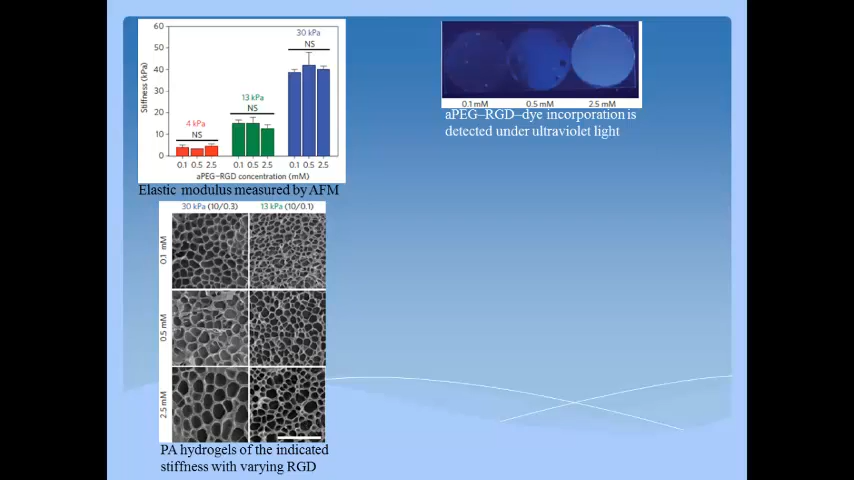 60
50
40
30
20
10
0
Stiffness (kPa)
4 kPa
NS
13 kPa
NS
30 kPa
NS
0.1 0.5 2.5 0.1 0.5 2.5 0.1 0.5 2.5
aPEG–RGD concentration (mM)
Elastic modulus measured by AFM
0.1 mM 0.5 mM 2.5 mM
aPEG–RGD–dye incorporation is
detected under ultraviolet light
30 kPa (10/0.3) 13 kPa (10/0.1)
0.1 mM
0.5 mM
2.5 mM
PA hydrogels of the indicated
stiffness with varying RGD